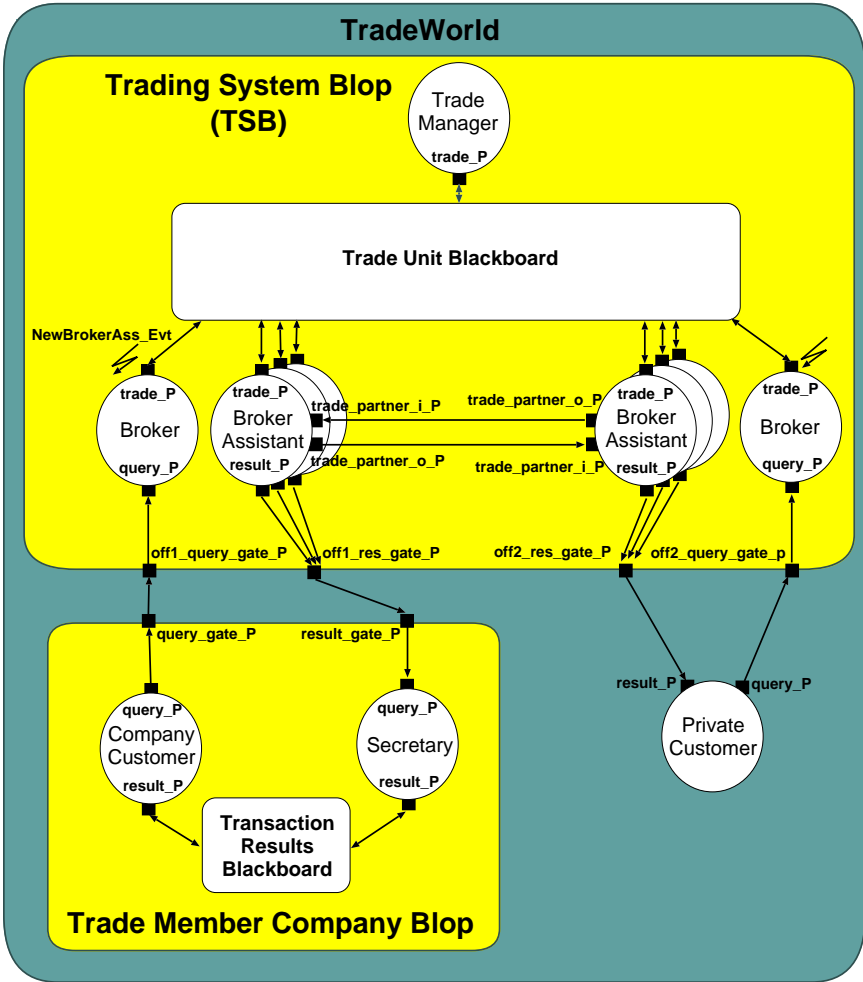 TradeWorld
Trading System Blop
(TSB)
Trade
Manager
trade_P
Trade Unit Blackboard
NewBrokerAss_Evt
trade_P
Broker
query_P
trade_P
Broker
Assistant
result_P
trade_partner_i_P
trade_partner_o_P
trade_partner_o_P
trade_partner_i_P
trade_P
Broker
Assistant
result_P
trade_P
Broker
query_P
off1_query_gate_P
off1_res_gate_P
off2_res_gate_P
off2_query_gate_p
query_gate_P
result_gate_P
query_P
Company
Customer
result_P
query_P
Secretary
result_P
result_P
query_P
Private
Customer
Transaction
Results
Blackboard
Trade Member Company Blop